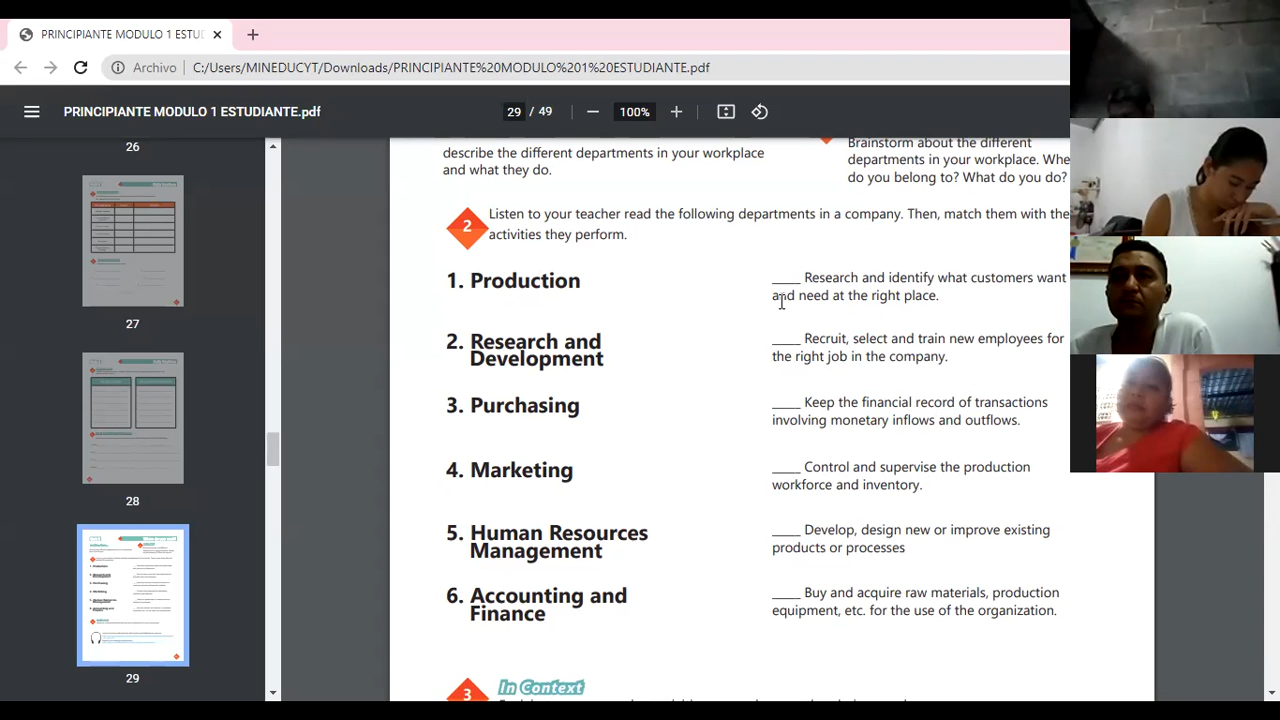 PRINCIPIANTE MODULO 1 ESTUD
Archivo
C:/Users/MINEDUCYT/Downloads/PRINCIPIANTE%20MODULO%201%20ESTUDIANTE.pdf
PRINCIPIANTE MODULO 1 ESTUDIANTE.pdf
29 / 49
100%
26
27
28
29
describe the different departments in your workplace
and what they do.
Brainstorm about the different
departments in your workplace. Whe
do you belong to? What do you do?
2
Listen to your teacher read the following departments in a company. Then, match them with the
activities they perform.
1. Production
____ Research and identify what customers want
and need at the right place.
2. Research and
Development
____ Recruit, select and train new employees for
the right job in the company.
3. Purchasing
____ Keep the financial record of transactions
involving monetary inflows and outflows.
4. Marketing
____ Control and supervise the production
workforce and inventory.
5. Human Resources
Management
____ Develop, design new or improve existing
products or processes
6. Accounting and
Finance
____ Buy and acquire raw materials, production
equipment, etc. for the use of the organization.
3
In Context